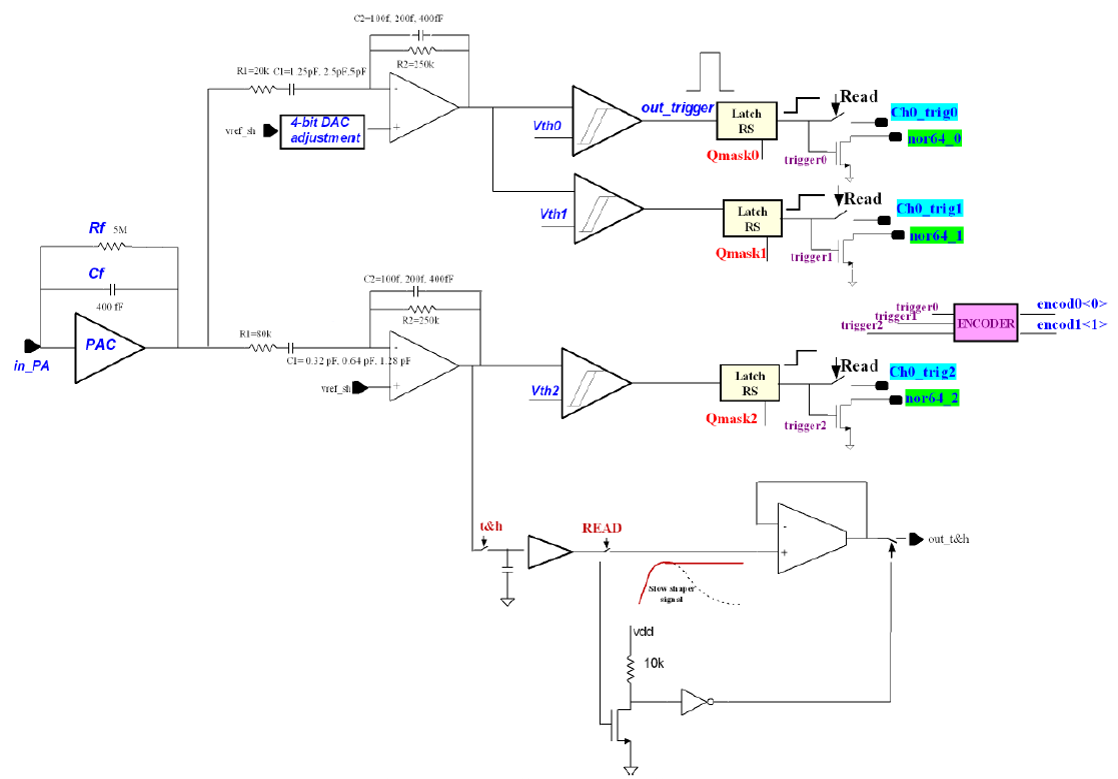 C2=100f, 200f, 400fF
R2=250k
R1=20k
C1=1.25pF, 2.5pF,5pF
-
+
vref_sh
4-bit DAC
adjustment
Vth0
out_trigger
Latch
RS
Qmask0
Read
trigger0
Ch0_trig0
nor64_0
Vth1
Latch
RS
Qmask1
Read
trigger1
Ch0_trig1
nor64_1
Rf 5M
Cf
400 fF
PAC
in_PA
C2=100f, 200f, 400fF
R2=250k
R1=80k
C1= 0.32 pF, 0.64 pF, 1.28 pF
-
+
vref_sh
Vth2
Latch
RS
Qmask2
Read
trigger2
Ch0_trig2
nor64_2
trigger0
trigger1
trigger2
ENCODER
encod0<0>
encod1<1>
t&h
READ
-
+
out_t&h
Slow shaper
signal
vdd
10k